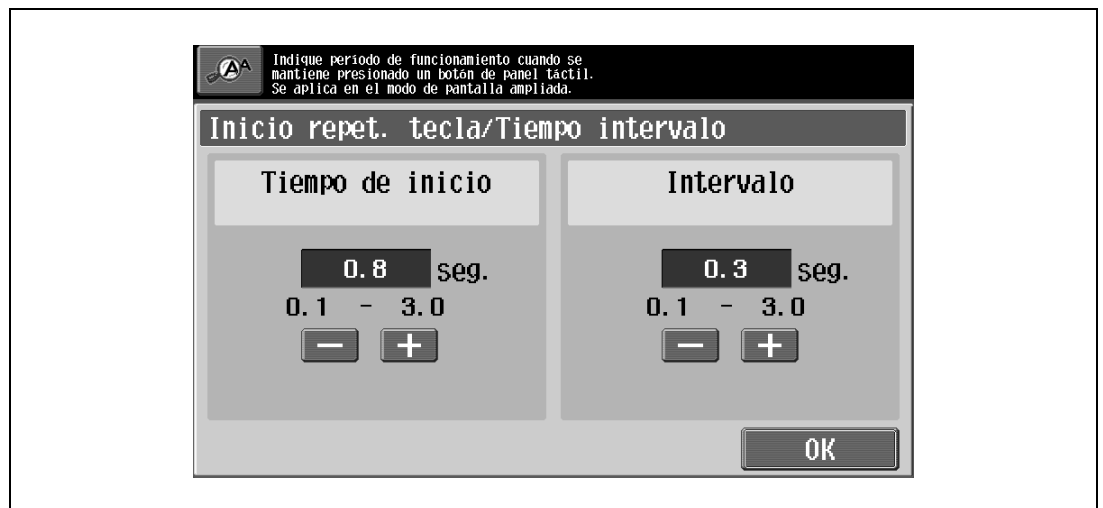 Indique período de funcionamiento cuando se
mantiene presionado un botón de panel táctil.
Se aplica en el modo de pantalla ampliada.
Inicio repet. tecla/Tiempo intervalo
Tiempo de inicio
Intervalo
0.8 seg.
0.3 seg.
0.1 - 3.0
0.1 - 3.0
- +
- +
OK